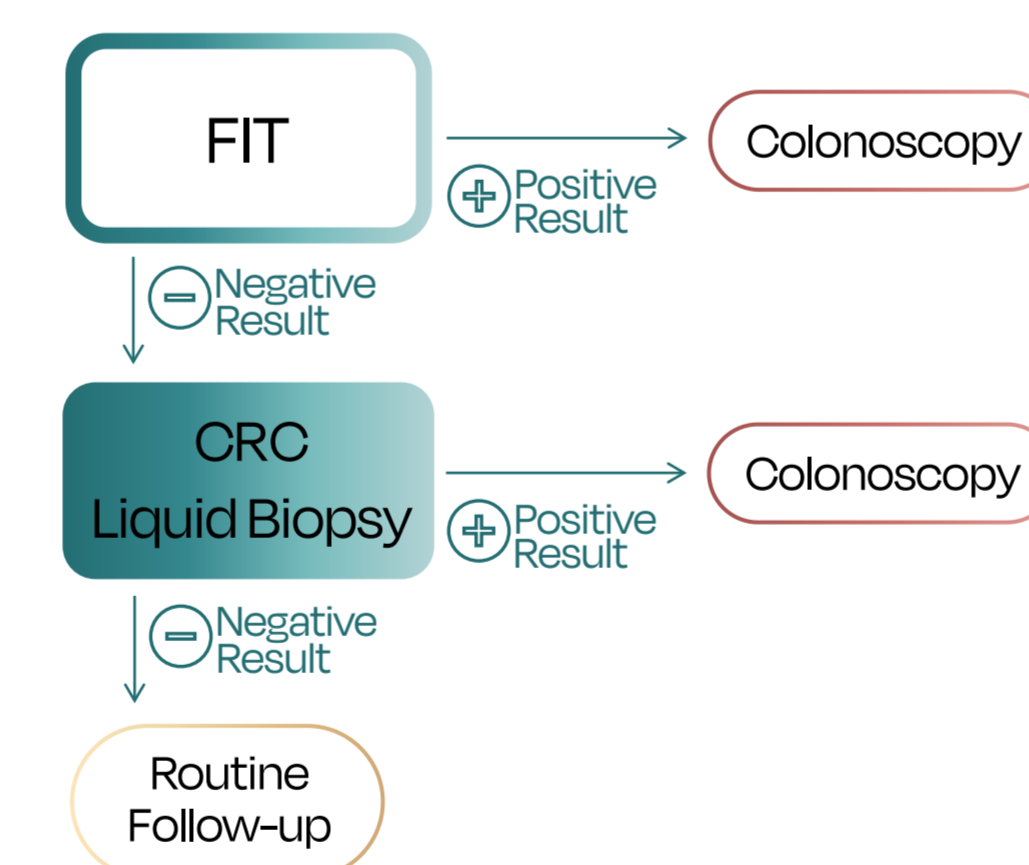 FIT
Colonoscopy
Positive
Result
Negative
Result
CRC
Liquid Biopsy
Colonoscopy
Positive
Result
Negative
Result
Routine
Follow-up